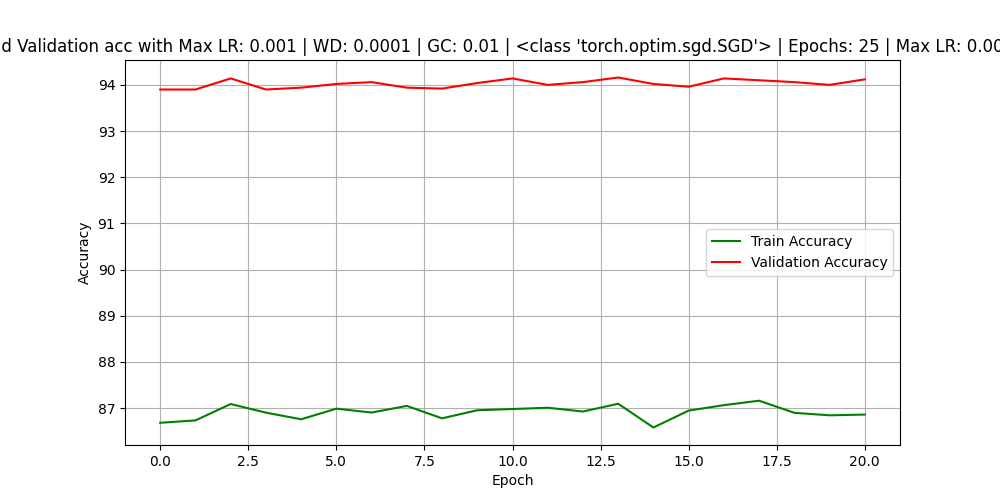 d Validation acc with Max LR: 0.001 | WD: 0.0001 | GC: 0.01 | <class 'torch.optim.sgd.SGD'> | Epochs: 25 | Max LR: 0.00
94
93
92
91
90
89
88
87
Accuracy
Train Accuracy
Validation Accuracy
0.0 2.5 5.0 7.5 10.0 12.5 15.0 17.5 20.0
Epoch